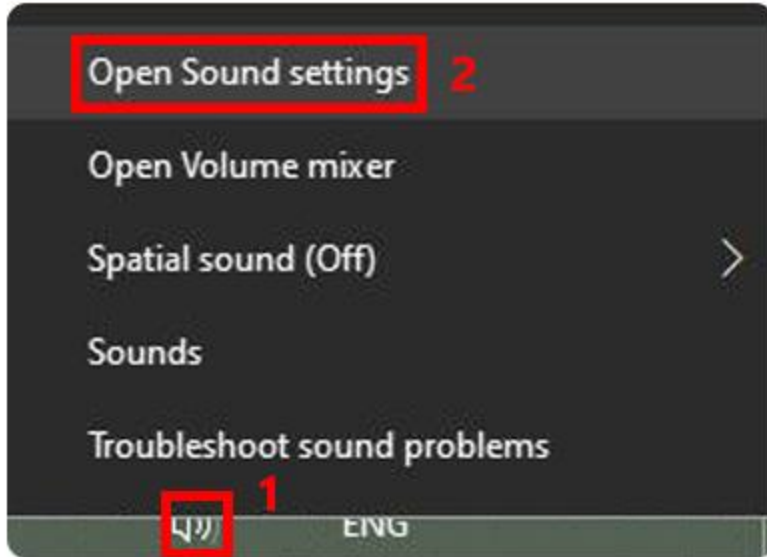 Open Sound settings 2
Open Volume mixer
Spatial sound (Off)
Sounds
Troubleshoot sound problems
1
ENG